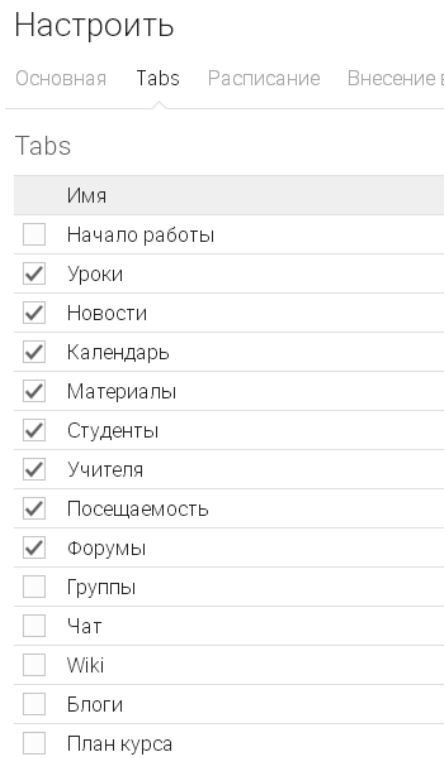 Настроить
Основная Tabs Расписание Внесение
Tabs
Имя
Начало работы
Уроки
Новости
Календарь
Материалы
Студенты
Учителя
Посещаемость
Форумы
Группы
Чат
Wiki
Блоги
План курса